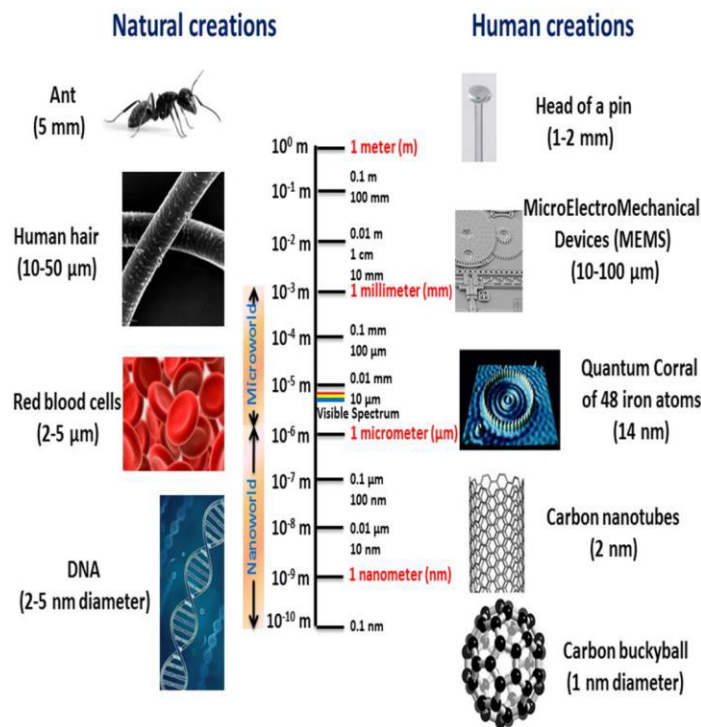 Natural creations
Human creations
Ant
(5 mm)
Human hair
(10-50 µm)
Red blood cells
(2-5 µm)
DNA
(2-5 nm diameter)
Microworld
Nanoworld
10⁰ m
1 meter (m)
10⁻¹ m
0.1 m
100 mm
10⁻² m
0.01 m
1 cm
10 mm
10⁻³ m
1 millimeter (mm)
10⁻⁴ m
0.1 mm
100 µm
10⁻⁵ m
0.01 mm
10 µm
Visible Spectrum
10⁻⁶ m
1 micrometer (µm)
10⁻⁷ m
0.1 µm
100 nm
10⁻⁸ m
0.01 µm
10 nm
10⁻⁹ m
1 nanometer (nm)
10⁻¹⁰ m
0.1 nm
Head of a pin
(1-2 mm)
MicroElectroMechanical
Devices (MEMS)
(10-100 µm)
Quantum Corral
of 48 iron atoms
(14 nm)
Carbon nanotubes
(2 nm)
Carbon buckyball
(1 nm diameter)